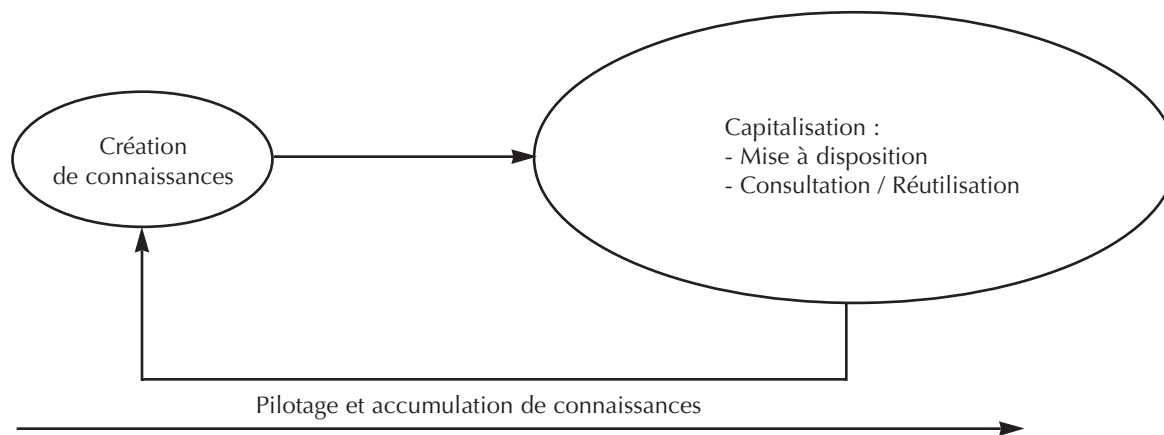 Création
de connaissances
Capitalisation :
- Mise à disposition
- Consultation / Réutilisation
Pilotage et accumulation de connaissances